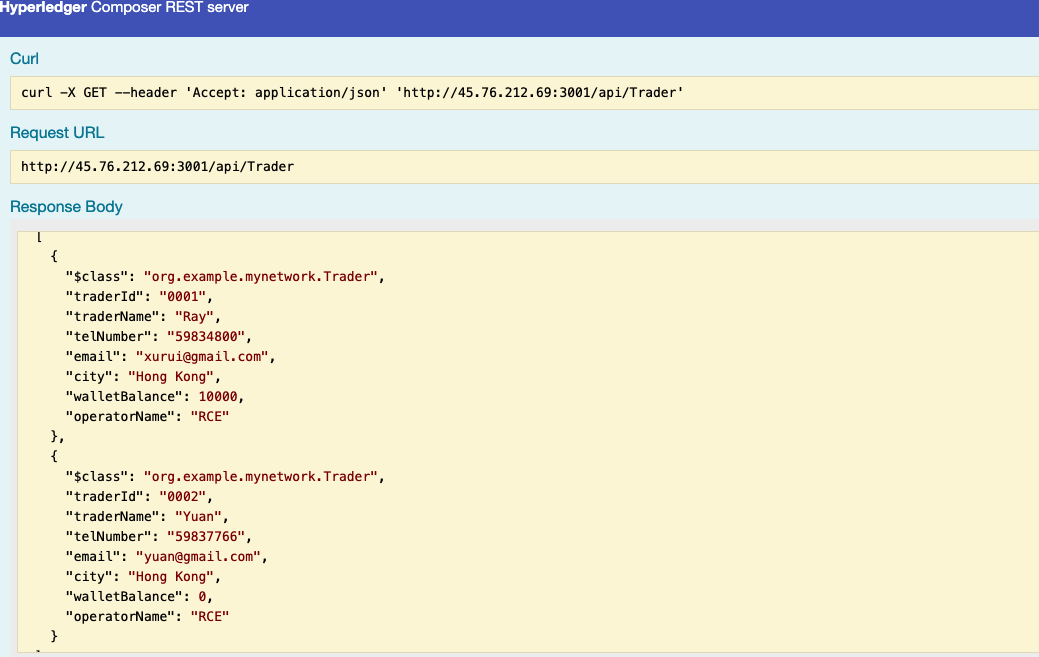 Hyperledger Composer REST server
Curl
curl -X GET --header 'Accept: application/json' 'http://45.76.212.69:3001/api/Trader'
Request URL
http://45.76.212.69:3001/api/Trader
Response Body
[
{
"$class": "org.example.mynetwork.Trader",
"traderId": "0001",
"traderName": "Ray",
"telNumber": "59834800",
"email": "xurui@gmail.com",
"city": "Hong Kong",
"walletBalance": 10000,
"operatorName": "RCE"
},
{
"$class": "org.example.mynetwork.Trader",
"traderId": "0002",
"traderName": "Yuan",
"telNumber": "59837766",
"email": "yuan@gmail.com",
"city": "Hong Kong",
"walletBalance": 0,
"operatorName": "RCE"
}